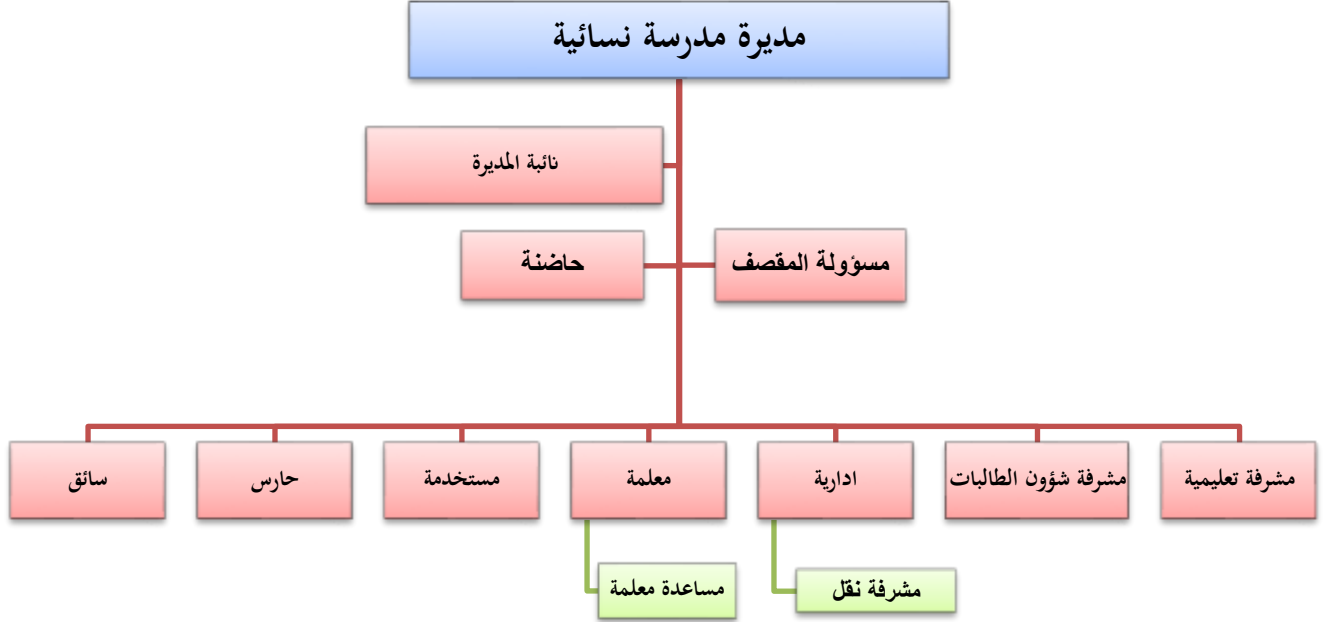 مديرة مدرسة نسائية
نائبة المديرة
مسؤولة المقصف
حاضنة
مشرفة تعليمية
مشرفة شؤون الطالبات
ادارية
معلمة
مستخدمة
حارس
سائق
مشرفة نقل
مساعدة معلمة